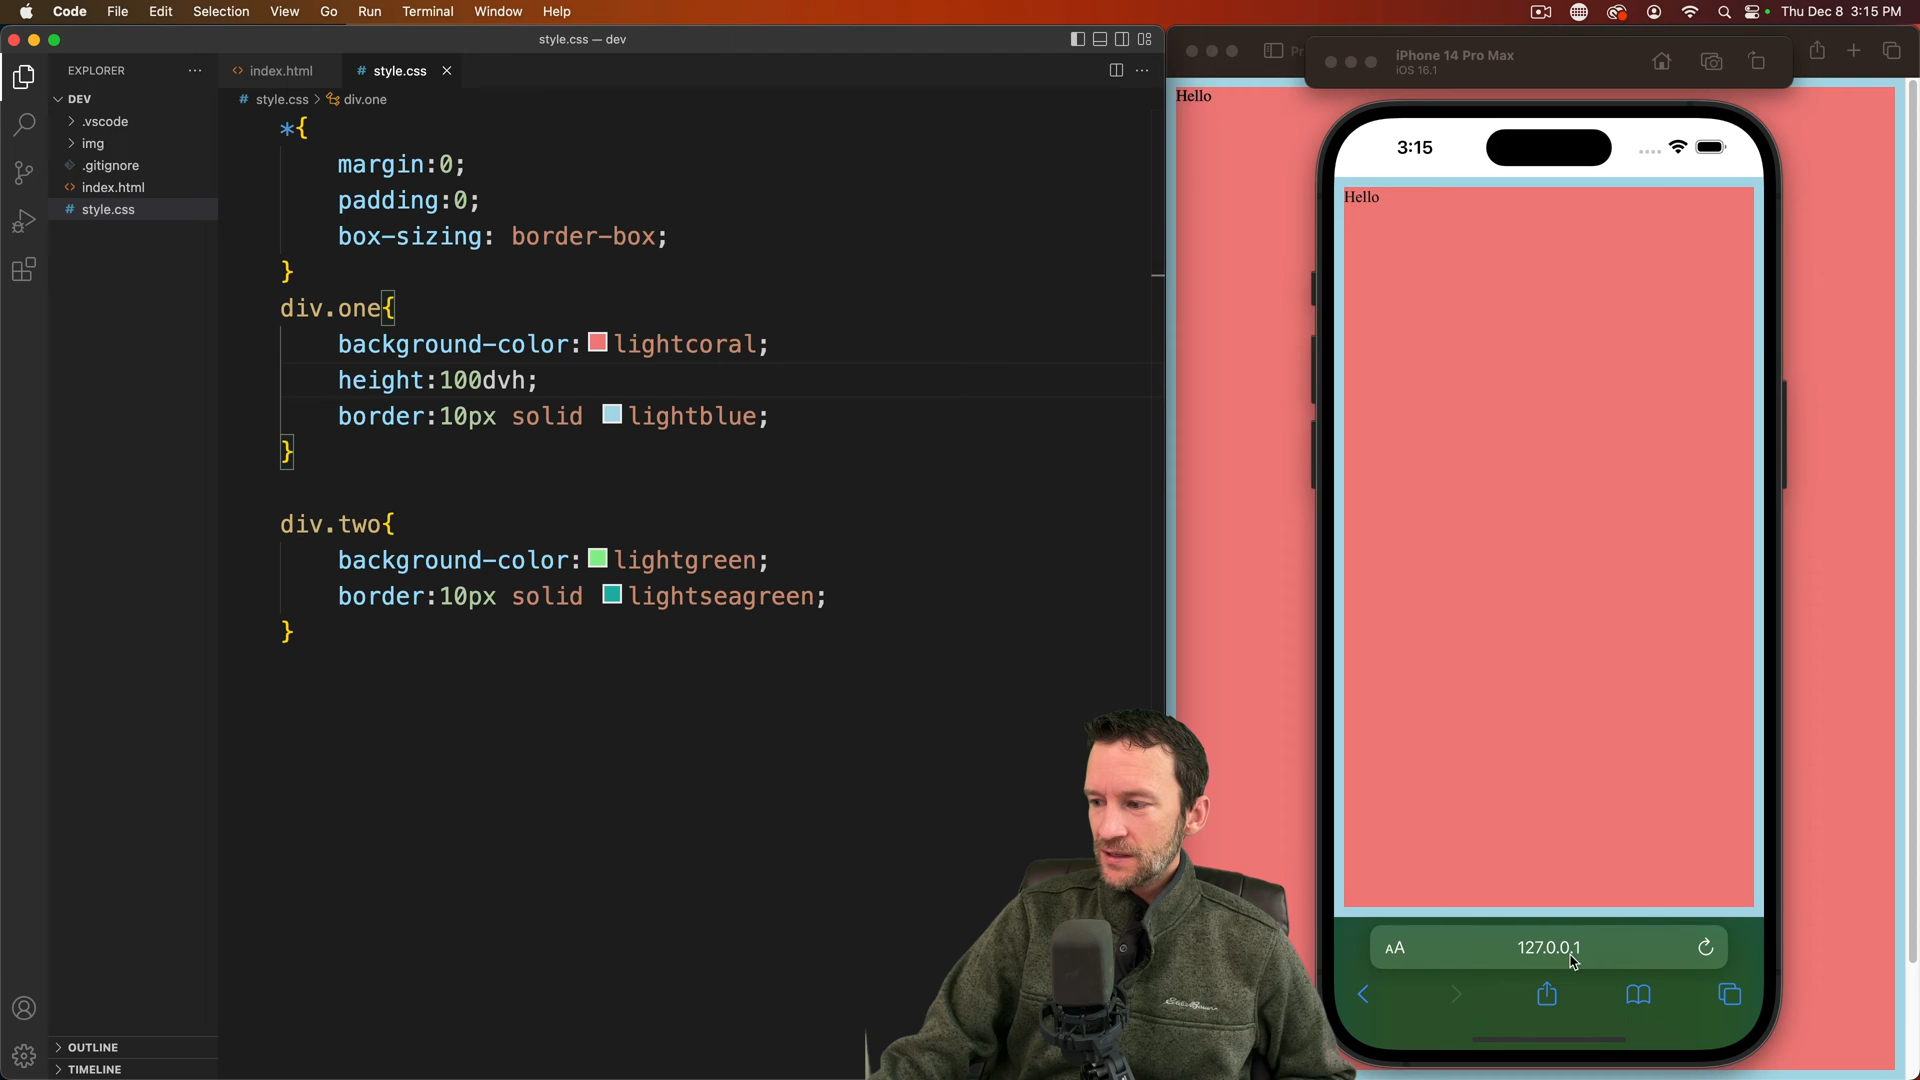 Code File Edit Selection View Go Run Terminal Window Help
Thu Dec 8 3:15 PM
style.css — dev
EXPLORER
DEV
.vscode
img
.gitignore
index.html
style.css
OUTLINE
TIMELINE
index.html
style.css
style.css > div.one
*{
margin:0;
padding:0;
box-sizing: border-box;
}
div.one{
background-color:lightcoral;
height:100dvh;
border:10px solid lightblue;
}
div.two{
background-color:lightgreen;
border:10px solid lightseagreen;
}
iPhone 14 Pro Max
iOS 16.1
Hello
3:15
Hello
AA 127.0.0.1
Eddie Bauer